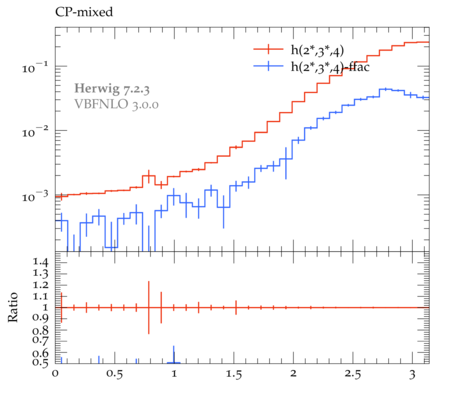 CP-mixed
h(2*,3*,4)
h(2*,3*,4)-ffac
Herwig 7.2.3
VBFNLO 3.0.0
10⁻¹
10⁻²
10⁻³
Ratio
1.4
1.3
1.2
1.1
1
0.9
0.8
0.7
0.6
0.5
0 0.5 1 1.5 2 2.5 3